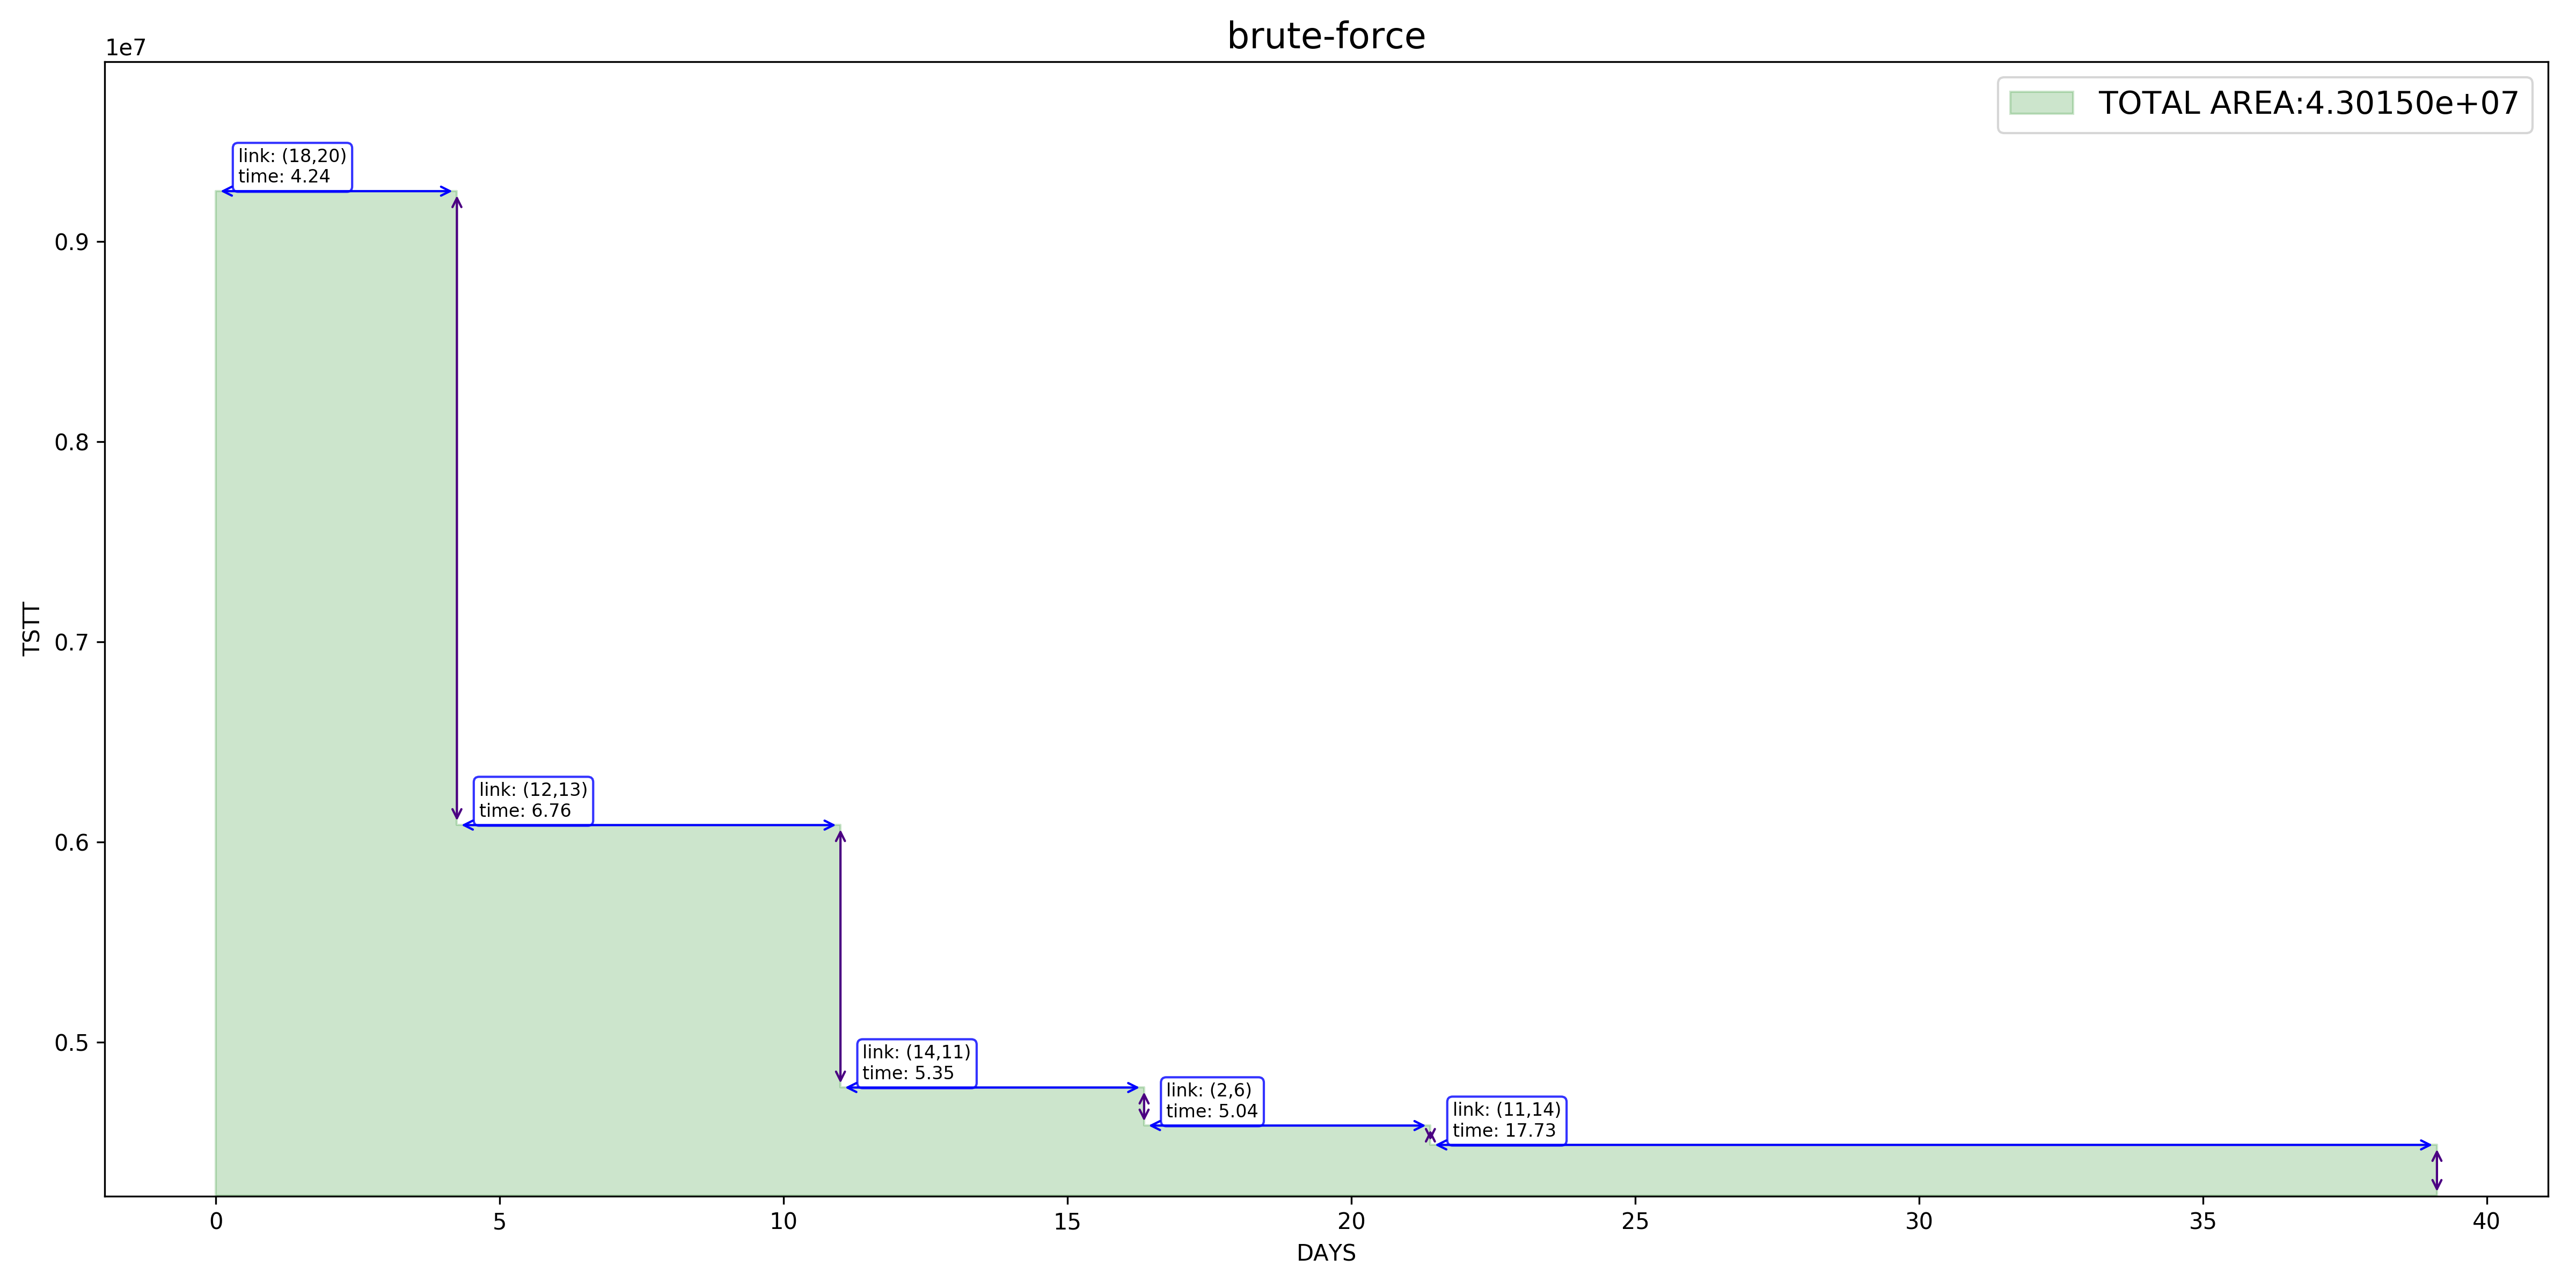 brute-force
1e7
TOTAL AREA:4.30150e+07
link: (18,20)
time: 4.24
0.9
0.8
0.7
TSTT
link: (12,13)
time: 6.76
0.6
0.5
link: (14,11)
time: 5.35
link: (2,6)
time: 5.04
link: (11,14)
time: 17.73
0 5 10 15 20 25 30 35 40
DAYS